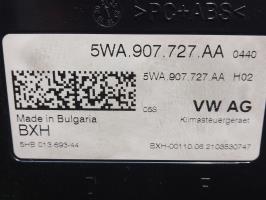 >PC+ABS<
5WA.907.727.AA 0440
5WA.907.727.AA H02
VW AG
Made in Bulgaria
Klimasteuergeraet
BXH
5HB 013 693-44
BXH-00110.06.2103530747